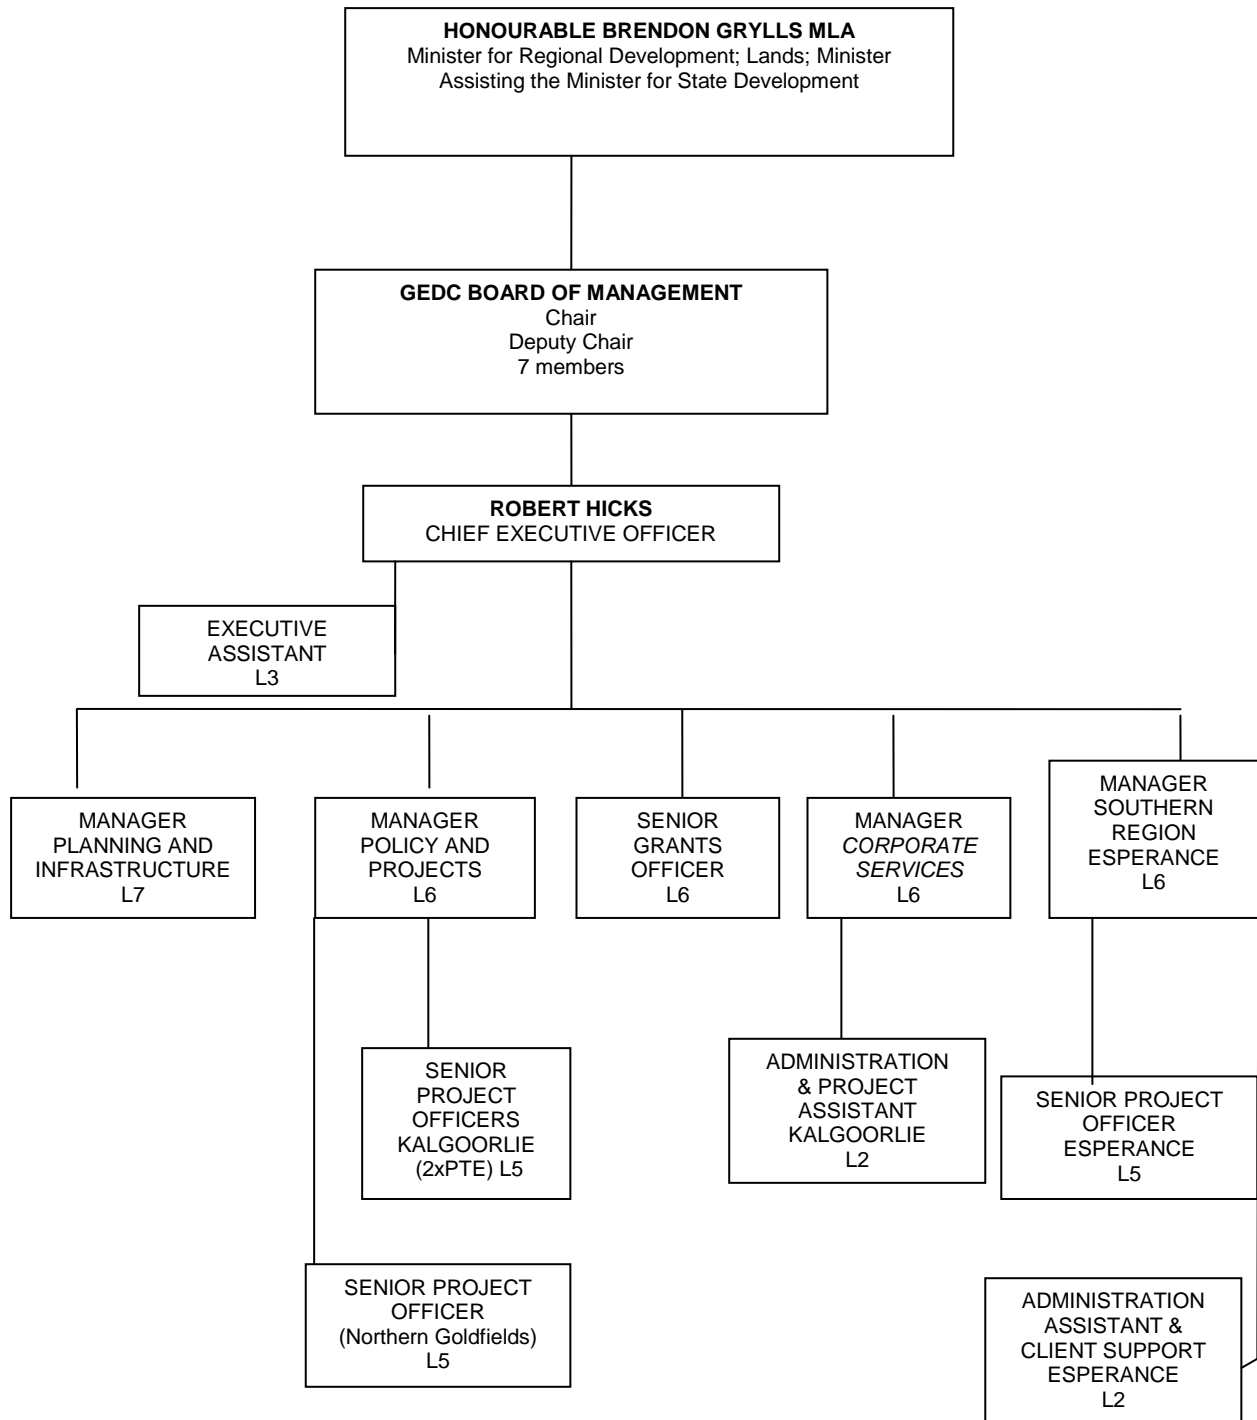 HONOURABLE BRENDON GRYLLS MLA
Minister for Regional Development; Lands; Minister
Assisting the Minister for State Development
GEDC BOARD OF MANAGEMENT
Chair
Deputy Chair
7 members
ROBERT HICKS
CHIEF EXECUTIVE OFFICER
EXECUTIVE
ASSISTANT
L3
MANAGER
PLANNING AND
INFRASTRUCTURE
L7
MANAGER
POLICY AND
PROJECTS
L6
SENIOR
GRANTS
OFFICER
L6
MANAGER
CORPORATE
SERVICES
L6
MANAGER
SOUTHERN
REGION
ESPERANCE
L6
SENIOR
PROJECT
OFFICERS
KALGOORLIE
(2xPTE) L5
ADMINISTRATION
& PROJECT
ASSISTANT
KALGOORLIE
L2
SENIOR PROJECT
OFFICER
ESPERANCE
L5
SENIOR PROJECT
OFFICER
(Northern Goldfields)
L5
ADMINISTRATION
ASSISTANT &
CLIENT SUPPORT
ESPERANCE
L2